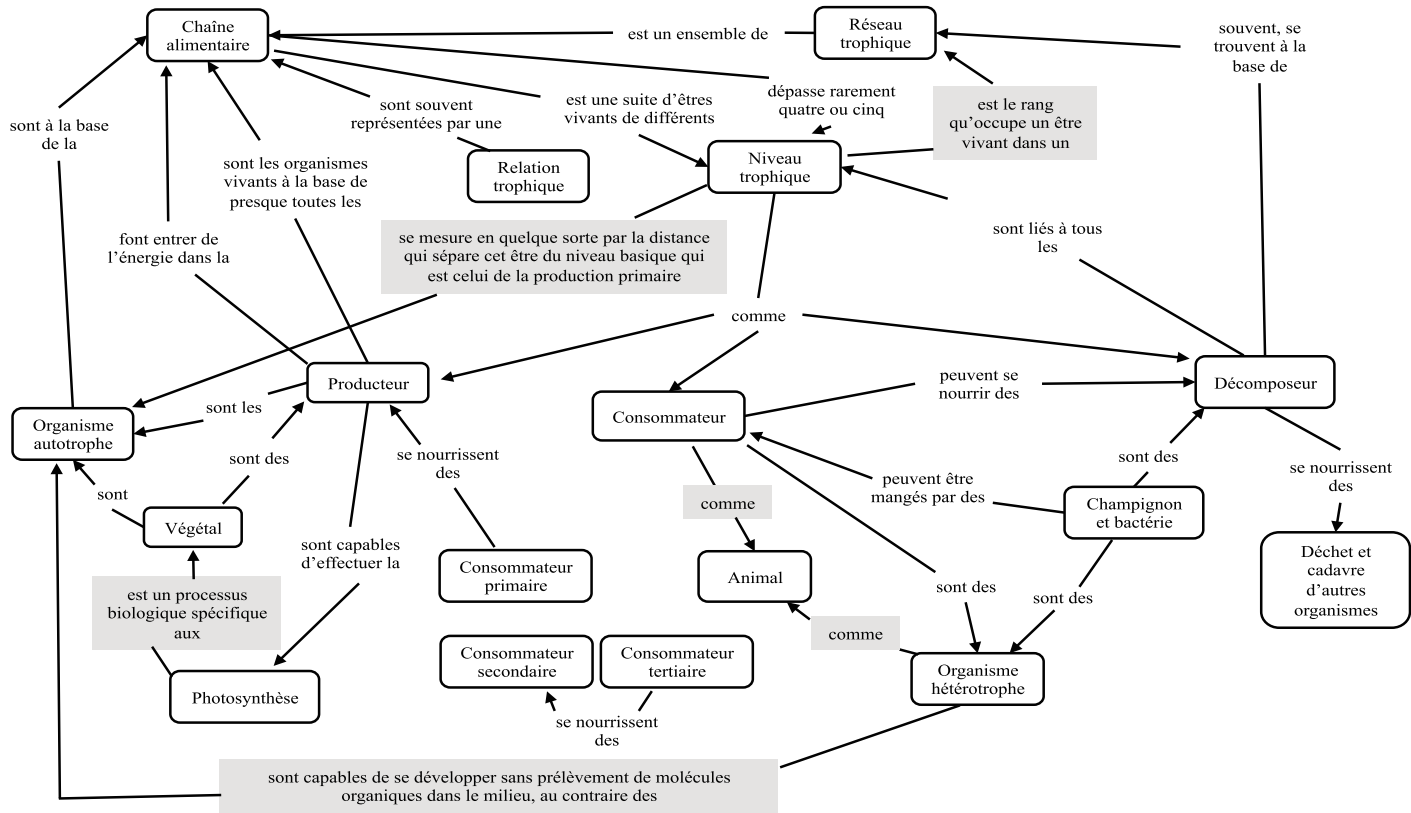 Chaîne
alimentaire
est un ensemble de
Réseau
trophique
souvent, se
trouvent à la
base de
sont à la base
de la
sont souvent
représentées par une
est une suite d'êtres
vivants de différents
dépasse rarement
quatre ou cinq
est le rang
qu'occupe un être
vivant dans un
sont les organismes
vivants à la base de
presque toutes les
Relation
trophique
Niveau
trophique
font entrer de
l'énergie dans la
se mesure en quelque sorte par la distance
qui sépare cet être du niveau basique qui
est celui de la production primaire
sont liés à tous
les
comme
Producteur
Consommateur
peuvent se
nourrir des
Décomposeur
Organisme
autotrophe
sont les
sont des
se nourrissent
des
peuvent être
mangés par des
sont des
se nourrissent
des
sont
Végétal
comme
Champignon
et bactérie
sont capables
d'effectuer la
Consommateur
primaire
Animal
sont des
sont des
Déchet et
cadavre
d'autres
organismes
est un processus
biologique spécifique
aux
comme
Photosynthèse
Consommateur
secondaire
Consommateur
tertiaire
Organisme
hétérotrophe
se nourrissent
des
sont capables de se développer sans prélèvement de molécules
organiques dans le milieu, au contraire des